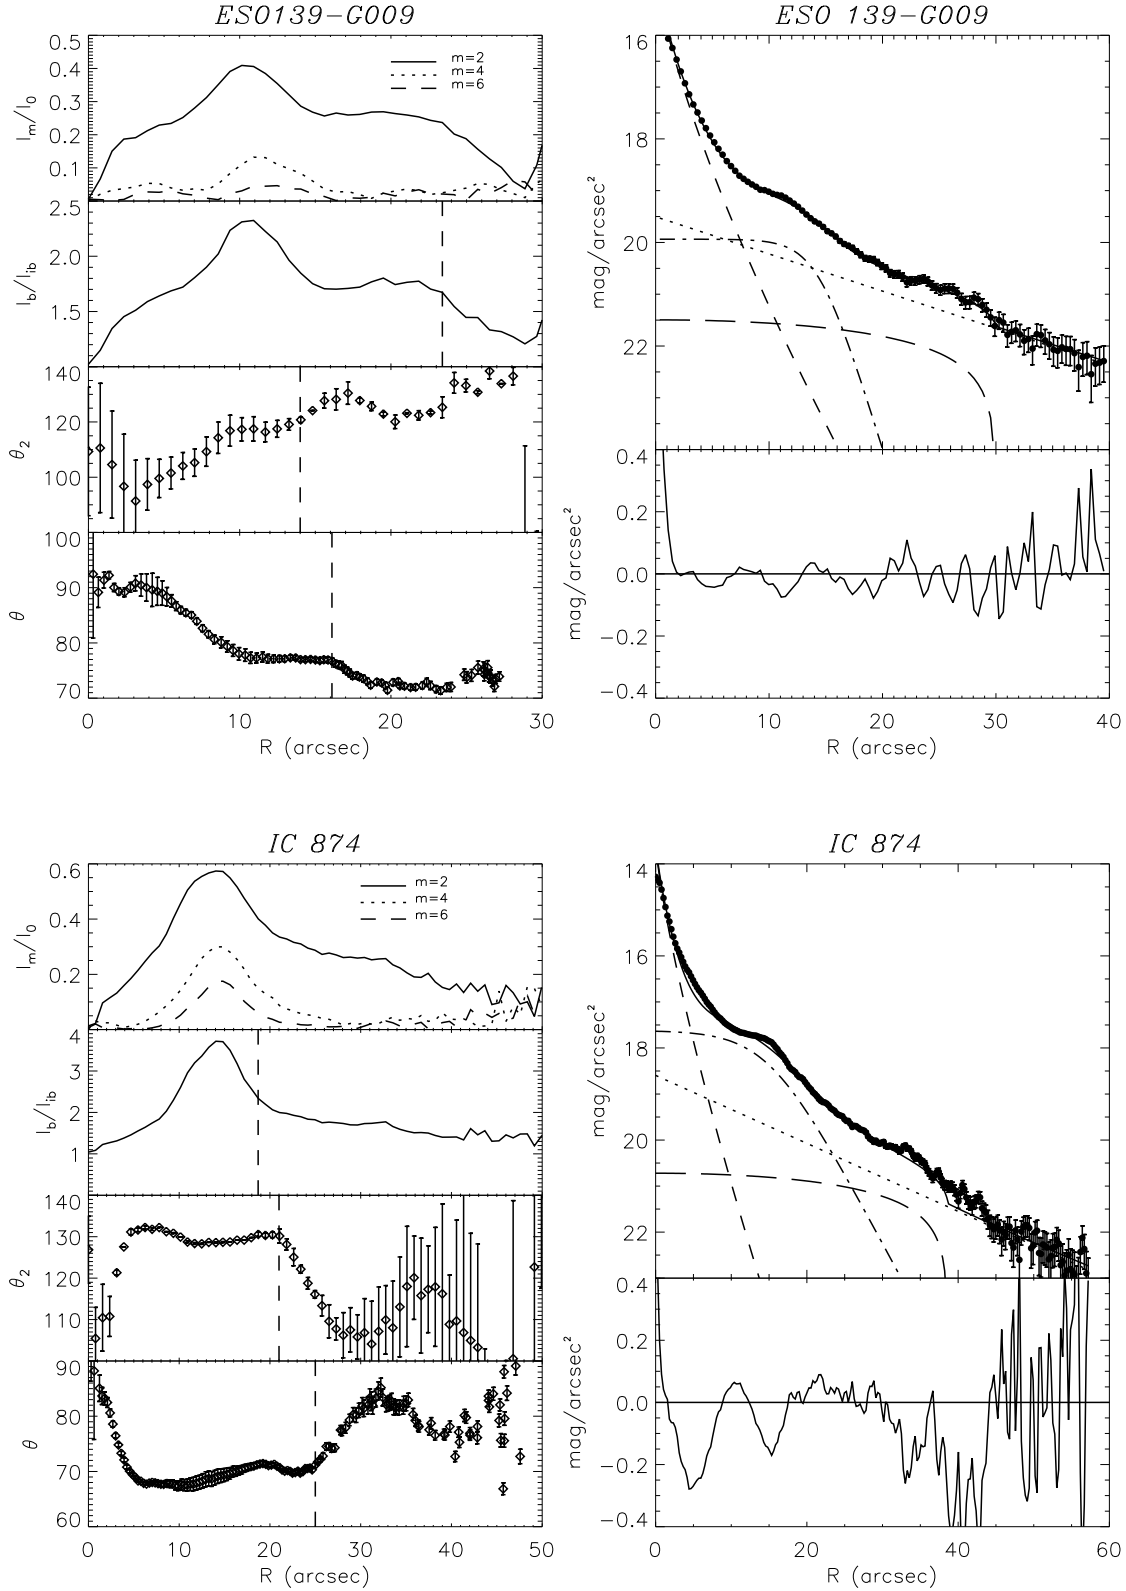 ESO139-G009
0.5
0.4
0.3
0.2
0.1
I_m/I_0
m=2
m=4
m=6
2.5
2.0
1.5
I_b/I_ib
140
120
100
θ_2
100
90
80
70
θ
0 10 20 30
R (arcsec)
ESO 139-G009
16
18
20
22
mag/arcsec²
0.4
0.2
0.0
-0.2
-0.4
mag/arcsec²
0 10 20 30 40
R (arcsec)
IC 874
0.6
0.4
0.2
I_m/I_0
m=2
m=4
m=6
4
3
2
1
I_b/I_ib
140
130
120
110
θ_2
90
80
70
60
θ
0 10 20 30 40 50
R (arcsec)
IC 874
14
16
18
20
22
mag/arcsec²
0.4
0.2
0.0
-0.2
-0.4
mag/arcsec²
0 20 40 60
R (arcsec)